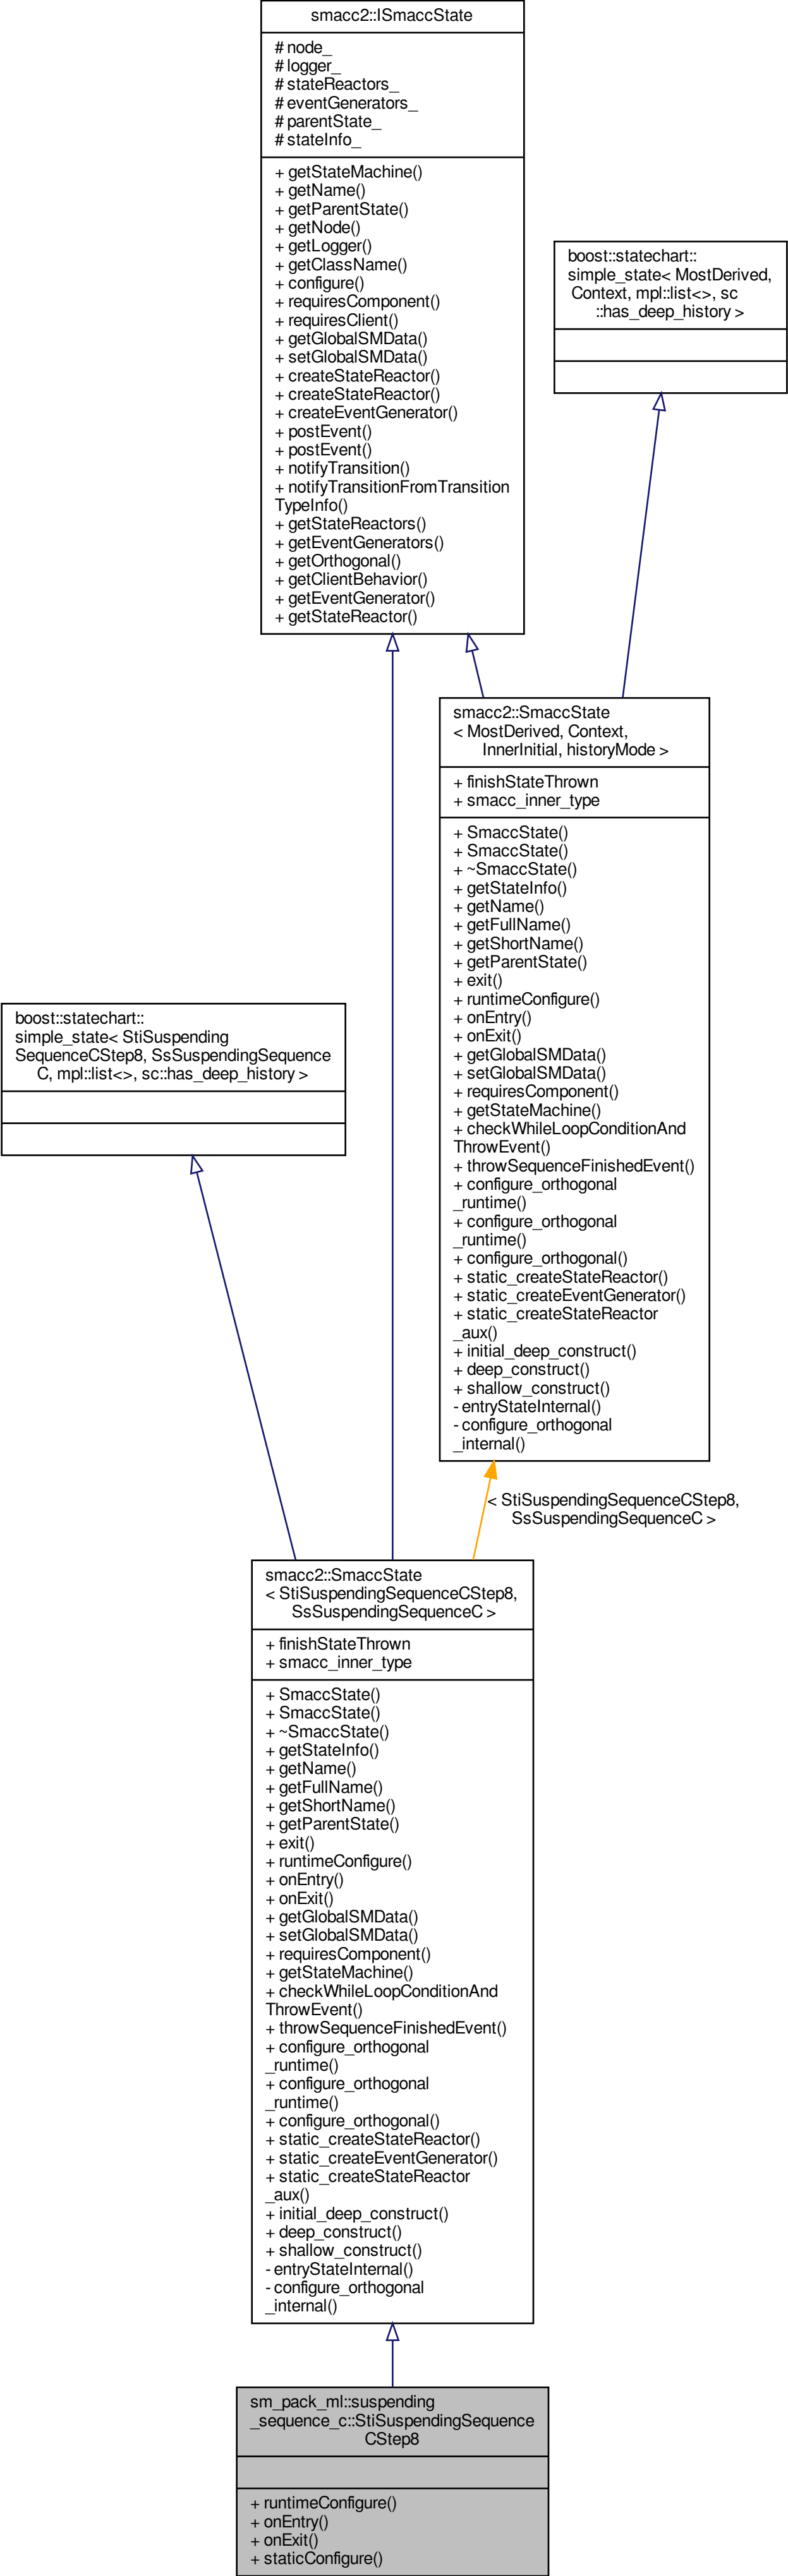 smacc2::ISmaccState
# node_
# logger_
# stateReactors_
# eventGenerators_
# parentState_
# stateInfo_
+ getStateMachine()
+ getName()
+ getParentState()
+ getNode()
+ getLogger()
+ getClassName()
+ configure()
+ requiresComponent()
+ requiresClient()
+ getGlobalSMData()
+ setGlobalSMData()
+ createStateReactor()
+ createStateReactor()
+ createEventGenerator()
+ postEvent()
+ postEvent()
+ notifyTransition()
+ notifyTransitionFromTransition
TypeInfo()
+ getStateReactors()
+ getEventGenerators()
+ getOrthogonal()
+ getClientBehavior()
+ getEventGenerator()
+ getStateReactor()
boost::statechart::
simple_state< MostDerived,
Context, mpl::list<>, sc
::has_deep_history >
smacc2::SmaccState
< MostDerived, Context,
InnerInitial, historyMode >
+ finishStateThrown
+ smacc_inner_type
+ SmaccState()
+ SmaccState()
+ ~SmaccState()
+ getStateInfo()
+ getName()
+ getFullName()
+ getShortName()
+ getParentState()
+ exit()
+ runtimeConfigure()
+ onEntry()
+ onExit()
+ getGlobalSMData()
+ setGlobalSMData()
+ requiresComponent()
+ getStateMachine()
+ checkWhileLoopConditionAnd
ThrowEvent()
+ throwSequenceFinishedEvent()
+ configure_orthogonal
_runtime()
+ configure_orthogonal
_runtime()
+ configure_orthogonal()
+ static_createStateReactor()
+ static_createEventGenerator()
+ static_createStateReactor
_aux()
+ initial_deep_construct()
+ deep_construct()
+ shallow_construct()
- entryStateInternal()
- configure_orthogonal
_internal()
boost::statechart::
simple_state< StiSuspending
SequenceCStep8, SsSuspendingSequence
C, mpl::list<>, sc::has_deep_history >
< StiSuspendingSequenceCStep8,
SsSuspendingSequenceC >
smacc2::SmaccState
< StiSuspendingSequenceCStep8,
SsSuspendingSequenceC >
+ finishStateThrown
+ smacc_inner_type
+ SmaccState()
+ SmaccState()
+ ~SmaccState()
+ getStateInfo()
+ getName()
+ getFullName()
+ getShortName()
+ getParentState()
+ exit()
+ runtimeConfigure()
+ onEntry()
+ onExit()
+ getGlobalSMData()
+ setGlobalSMData()
+ requiresComponent()
+ getStateMachine()
+ checkWhileLoopConditionAnd
ThrowEvent()
+ throwSequenceFinishedEvent()
+ configure_orthogonal
_runtime()
+ configure_orthogonal
_runtime()
+ configure_orthogonal()
+ static_createStateReactor()
+ static_createEventGenerator()
+ static_createStateReactor
_aux()
+ initial_deep_construct()
+ deep_construct()
+ shallow_construct()
- entryStateInternal()
- configure_orthogonal
_internal()
sm_pack_ml::suspending
_sequence_c::StiSuspendingSequence
CStep8
+ runtimeConfigure()
+ onEntry()
+ onExit()
+ staticConfigure()